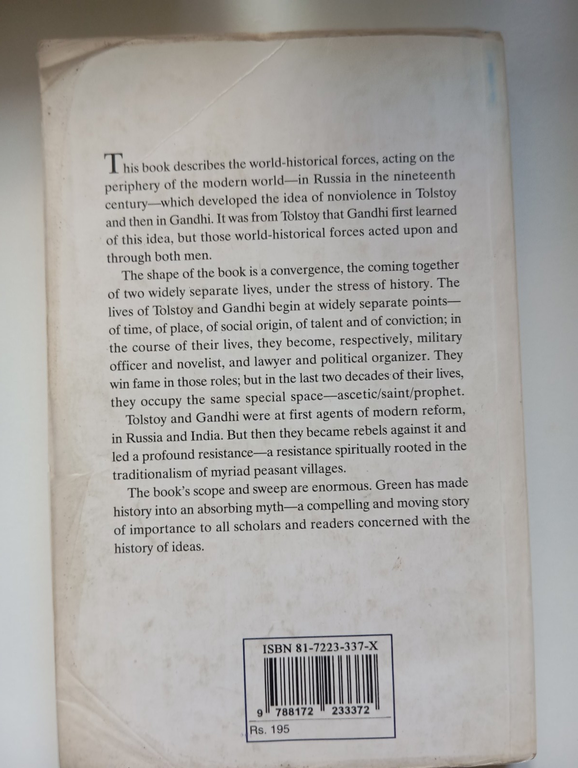 This book describes the world-historical forces, acting on the
periphery of the modern world—in Russia in the nineteenth
century—which developed the idea of nonviolence in Tolstoy
and then in Gandhi. It was from Tolstoy that Gandhi first learned
of this idea, but those world-historical forces acted upon and
through both men.
The shape of the book is a convergence, the coming together
of two widely separate lives, under the stress of history. The
lives of Tolstoy and Gandhi begin at widely separate points—
of time, of place, of social origin, of talent and of conviction; in
the course of their lives, they become, respectively, military
officer and novelist, and lawyer and political organizer. They
win fame in those roles; but in the last two decades of their lives,
they occupy the same special space—ascetic/saint/prophet.
Tolstoy and Gandhi were at first agents of modern reform,
in Russia and India. But then they became rebels against it and
led a profound resistance—a resistance spiritually rooted in the
traditionalism of myriad peasant villages.
The book's scope and sweep are enormous. Green has made
history into an absorbing myth—a compelling and moving story
of importance to all scholars and readers concerned with the
history of ideas.
ISBN 81-7223-337-X
9 788172 233372
Rs. 195